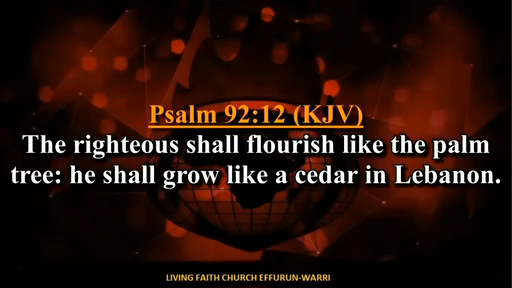 Psalm 92:12 (KJV)
The righteous shall flourish like the palm
tree: he shall grow like a cedar in Lebanon.
LIVING FAITH CHURCH EFFURUN-WARRI